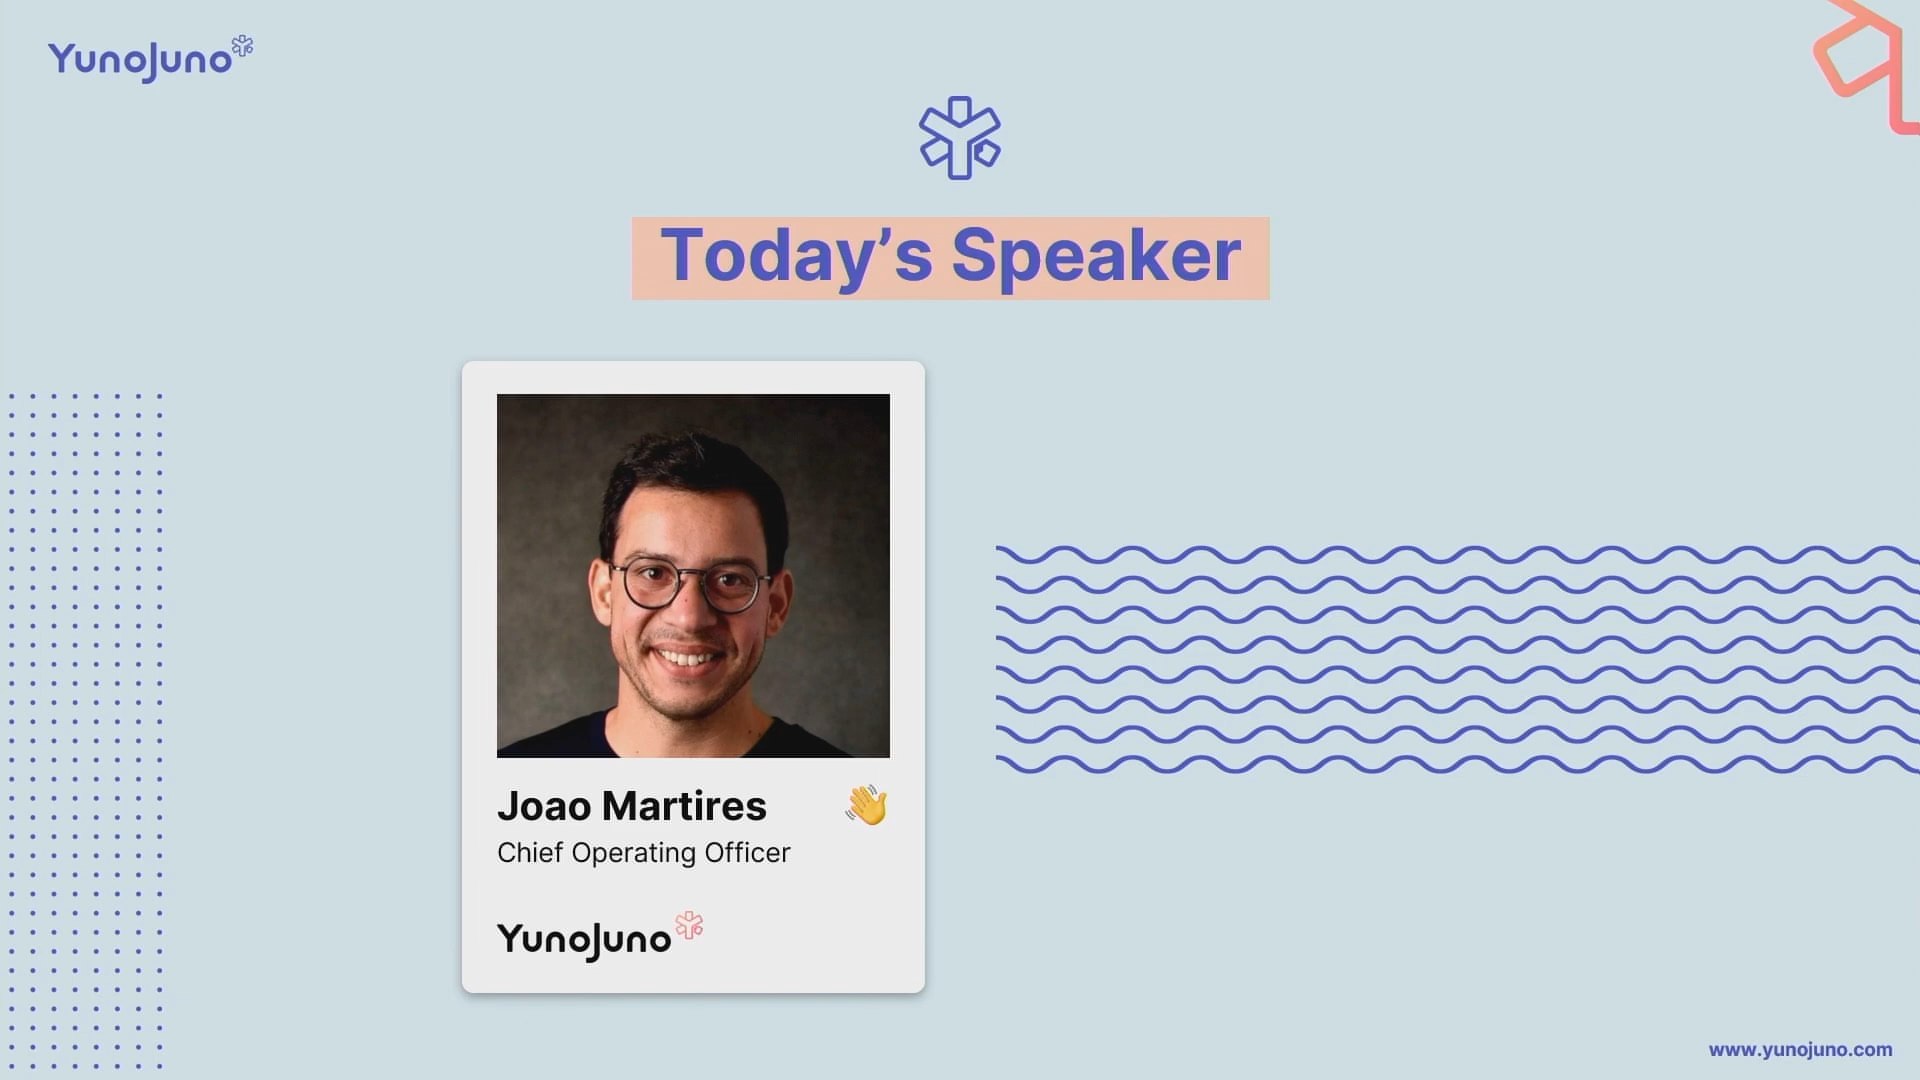 YunoJuno
Today’s Speaker
Joao Martires
Chief Operating Officer
YunoJuno
www.yunojuno.com